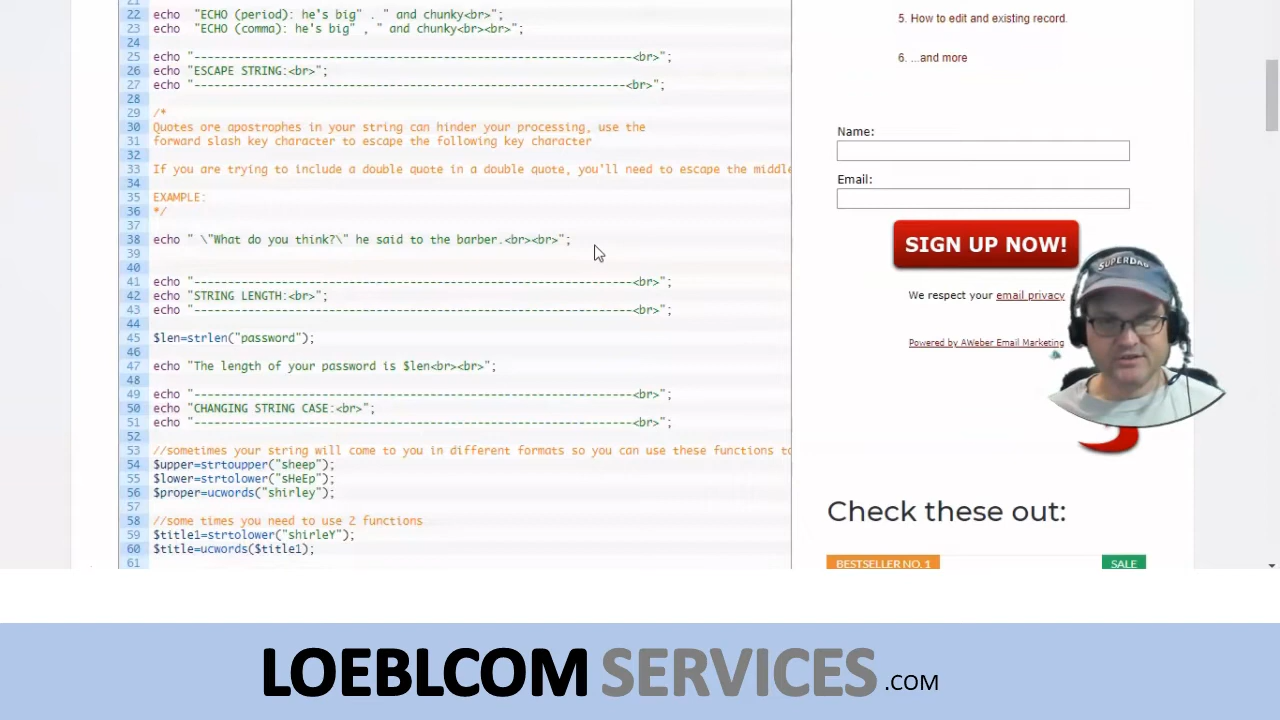 21
22 echo "ECHO (period): he's big" . " and chunky<br>";
23 echo "ECHO (comma): he's big" , " and chunky<br><br>";
24
25 echo "-----------------------------------------------------------------<br>";
26 echo "ESCAPE STRING:<br>";
27 echo "----------------------------------------------------------------<br>";
28
29 /*
30 Quotes ore apostrophes in your string can hinder your processing, use the
31 forward slash key character to escape the following key character
32
33 If you are trying to include a double quote in a double quote, you'll need to escape the middle
34
35 EXAMPLE:
36 */
37
38 echo " \"What do you think?\" he said to the barber.<br><br>";
39
40
41 echo "-----------------------------------------------------------------<br>";
42 echo "STRING LENGTH:<br>";
43 echo "-----------------------------------------------------------------<br>";
44
45 $len=strlen("password");
46
47 echo "The length of your password is $len<br><br>";
48
49 echo "-----------------------------------------------------------------<br>";
50 echo "CHANGING STRING CASE:<br>";
51 echo "-----------------------------------------------------------------<br>";
52
53 //sometimes your string will come to you in different formats so you can use these functions to
54 $upper=strtoupper("sheep");
55 $lower=strtolower("sHeEp");
56 $proper=ucwords("shirley");
57
58 //some times you need to use 2 functions
59 $title1=strtolower("shirleY");
60 $title=ucwords($title1);
61
5. How to edit and existing record.
6. ...and more
Name:
Email:
SIGN UP NOW!
We respect your email privacy
Powered by AWeber Email Marketing
SUPERDAD
Check these out:
BESTSELLER NO. 1
SALE
LOEBLCOM SERVICES .COM